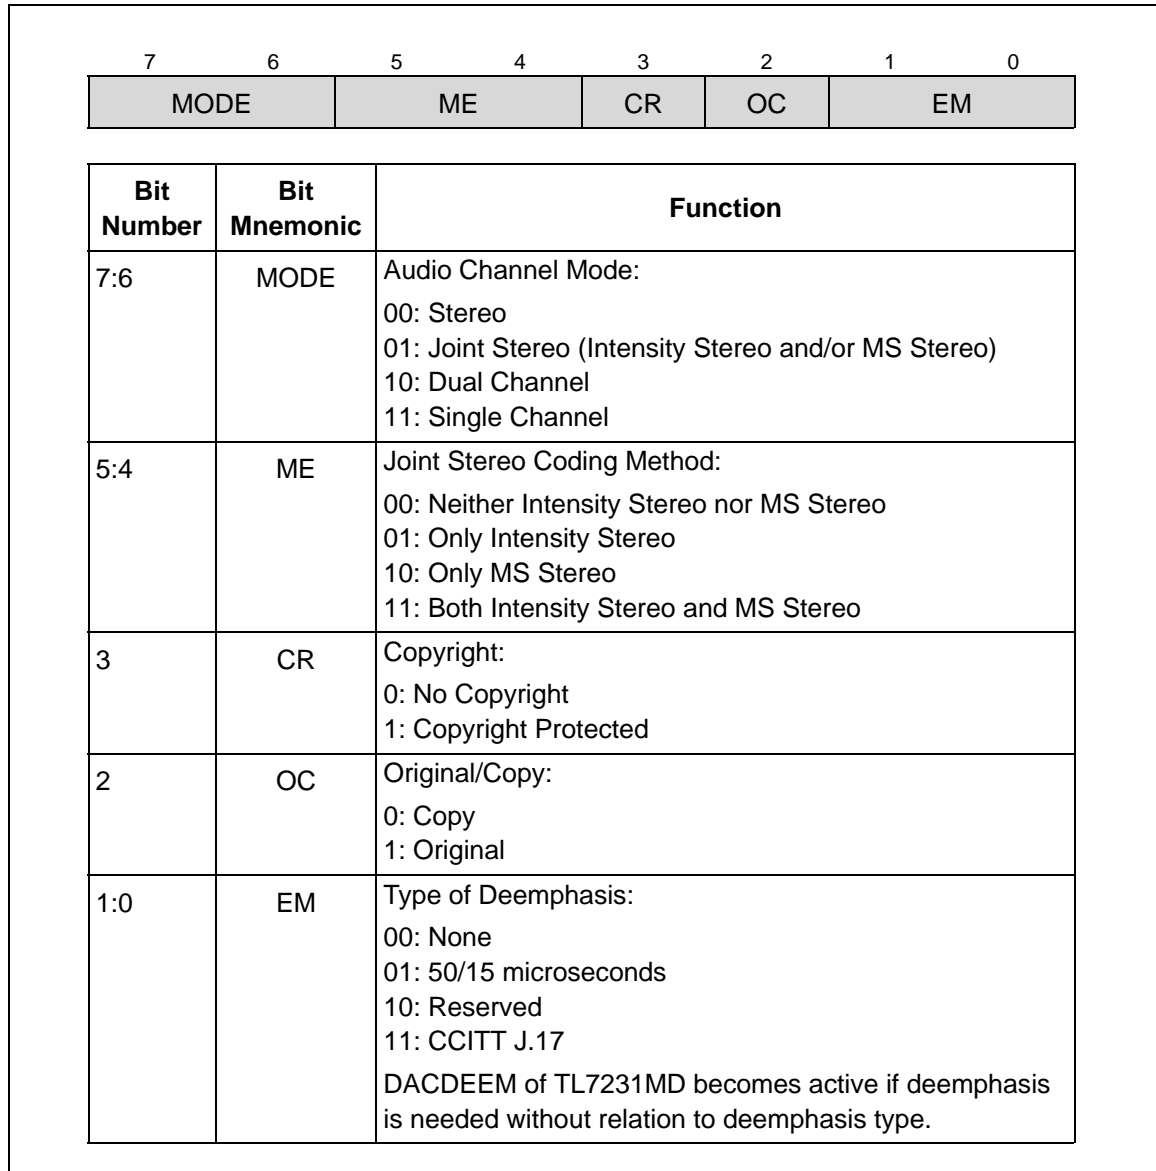 7 6 5 4 3 2 1 0
MODE ME CR OC EM
Bit Number Bit Mnemonic Function
7:6 MODE Audio Channel Mode:
00: Stereo
01: Joint Stereo (Intensity Stereo and/or MS Stereo)
10: Dual Channel
11: Single Channel
5:4 ME Joint Stereo Coding Method:
00: Neither Intensity Stereo nor MS Stereo
01: Only Intensity Stereo
10: Only MS Stereo
11: Both Intensity Stereo and MS Stereo
3 CR Copyright:
0: No Copyright
1: Copyright Protected
2 OC Original/Copy:
0: Copy
1: Original
1:0 EM Type of Deemphasis:
00: None
01: 50/15 microseconds
10: Reserved
11: CCITT J.17
DACDEEM of TL7231MD becomes active if deemphasis
is needed without relation to deemphasis type.